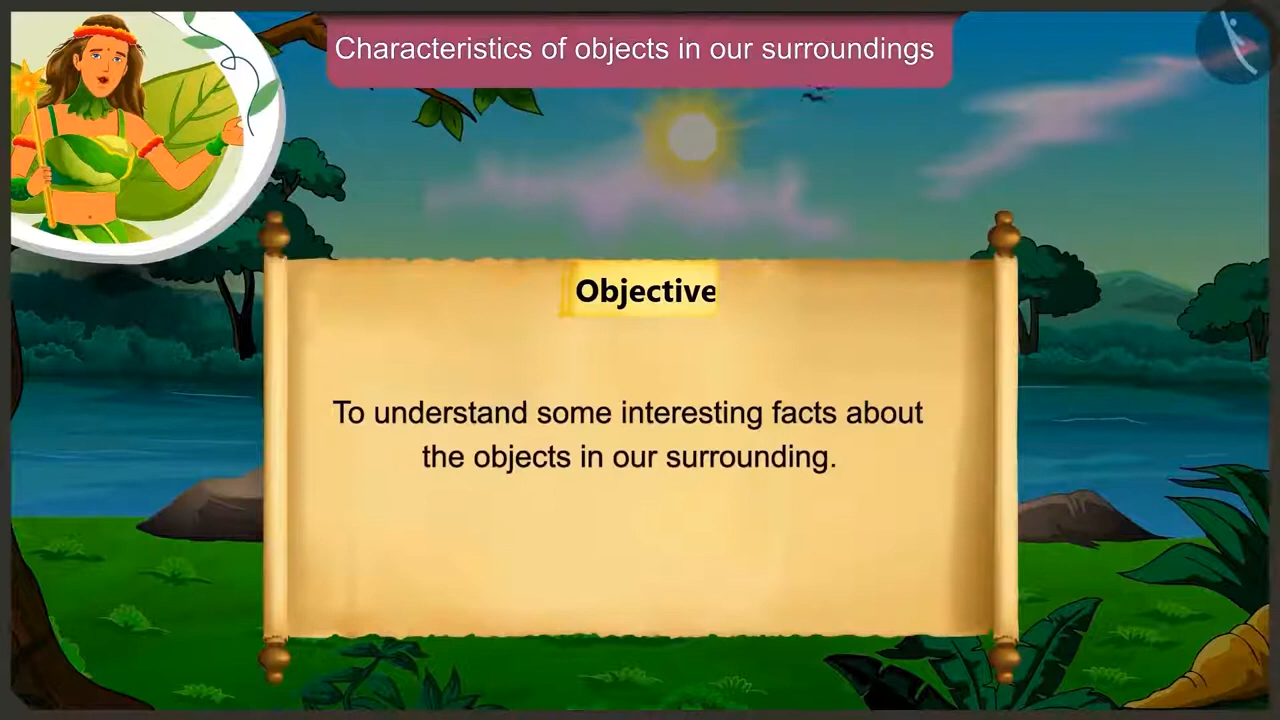 Characteristics of objects in our surroundings
Objective
To understand some interesting facts about
the objects in our surrounding.